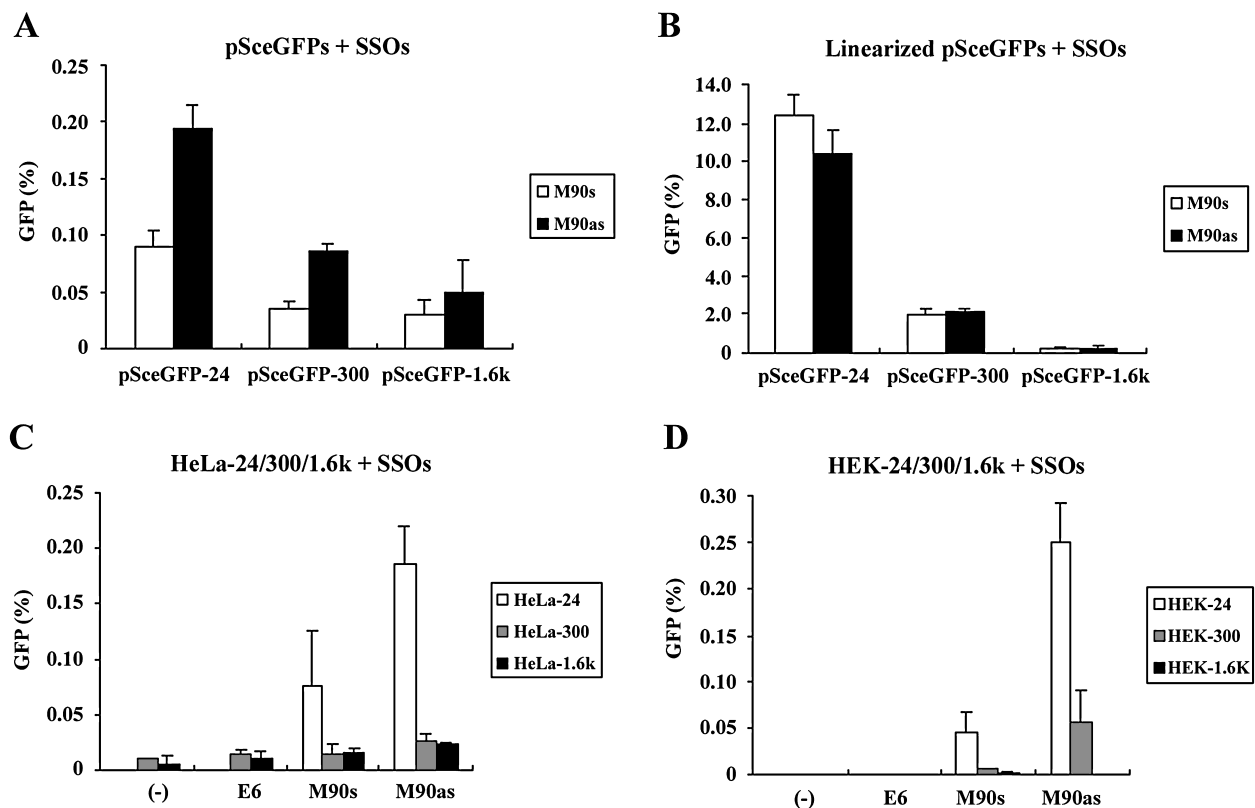 A
pSceGFPs + SSOs
GFP (%)
0.25
0.20
0.15
0.10
0.05
0
pSceGFP-24 pSceGFP-300 pSceGFP-1.6k
M90s
M90as
B
Linearized pSceGFPs + SSOs
GFP (%)
14.0
12.0
10.0
8.0
6.0
4.0
2.0
0
pSceGFP-24 pSceGFP-300 pSceGFP-1.6k
M90s
M90as
C
HeLa-24/300/1.6k + SSOs
GFP (%)
0.25
0.20
0.15
0.10
0.05
0
(-) E6 M90s M90as
HeLa-24
HeLa-300
HeLa-1.6k
D
HEK-24/300/1.6k + SSOs
GFP (%)
0.30
0.25
0.20
0.15
0.10
0.05
0
(-) E6 M90s M90as
HEK-24
HEK-300
HEK-1.6K